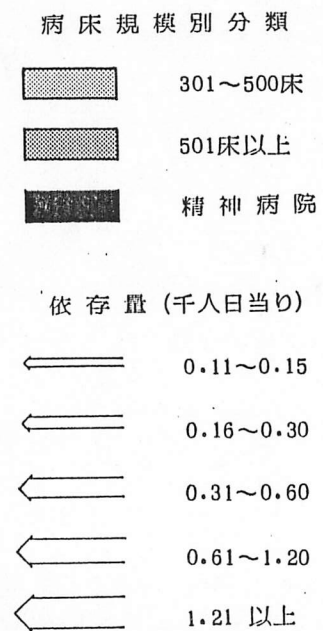 病床規模別分類
301～500床
501床以上
精神病院
依存量(千人日当り)
0.11～0.15
0.16～0.30
0.31～0.60
0.61～1.20
1.21 以上